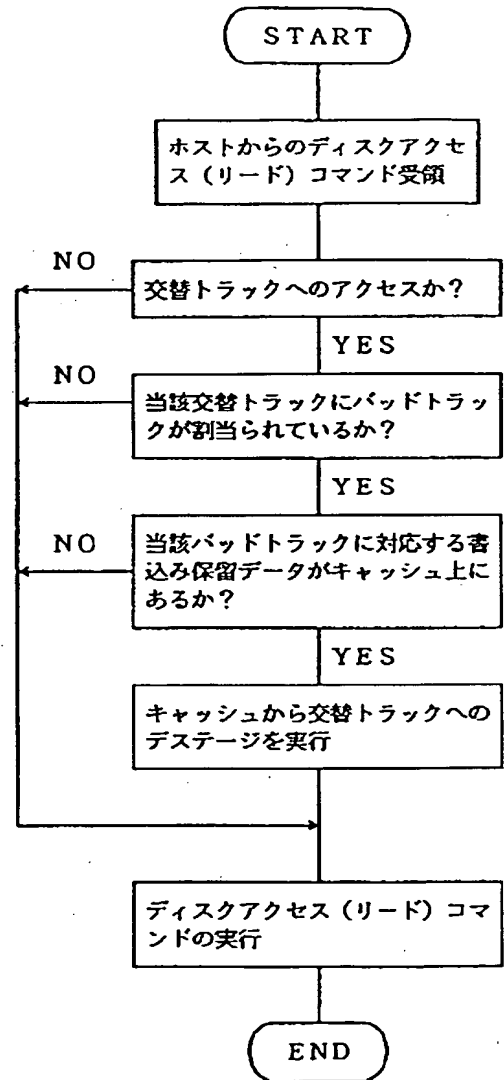 START
ホストからのディスクアクセ
ス（リード）コマンド受領
NO
交替トラックへのアクセスか？
YES
NO
当該交替トラックにバッドトラッ
クが割当られているか？
YES
NO
当該バッドトラックに対応する書
込み保留データがキャッシュ上に
あるか？
YES
キャッシュから交替トラックへの
デステージを実行
ディスクアクセス（リード）コマ
ンドの実行
END